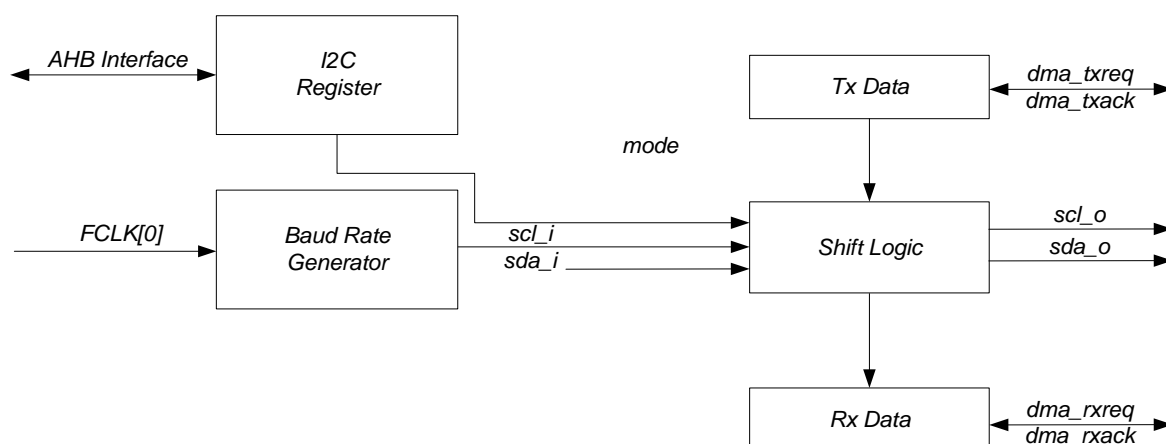 AHB Interface
I2C
Register
Tx Data
dma_txreq
dma_txack
mode
FCLK[0]
Baud Rate
Generator
scl_i
sda_i
Shift Logic
scl_o
sda_o
Rx Data
dma_rxreq
dma_rxack